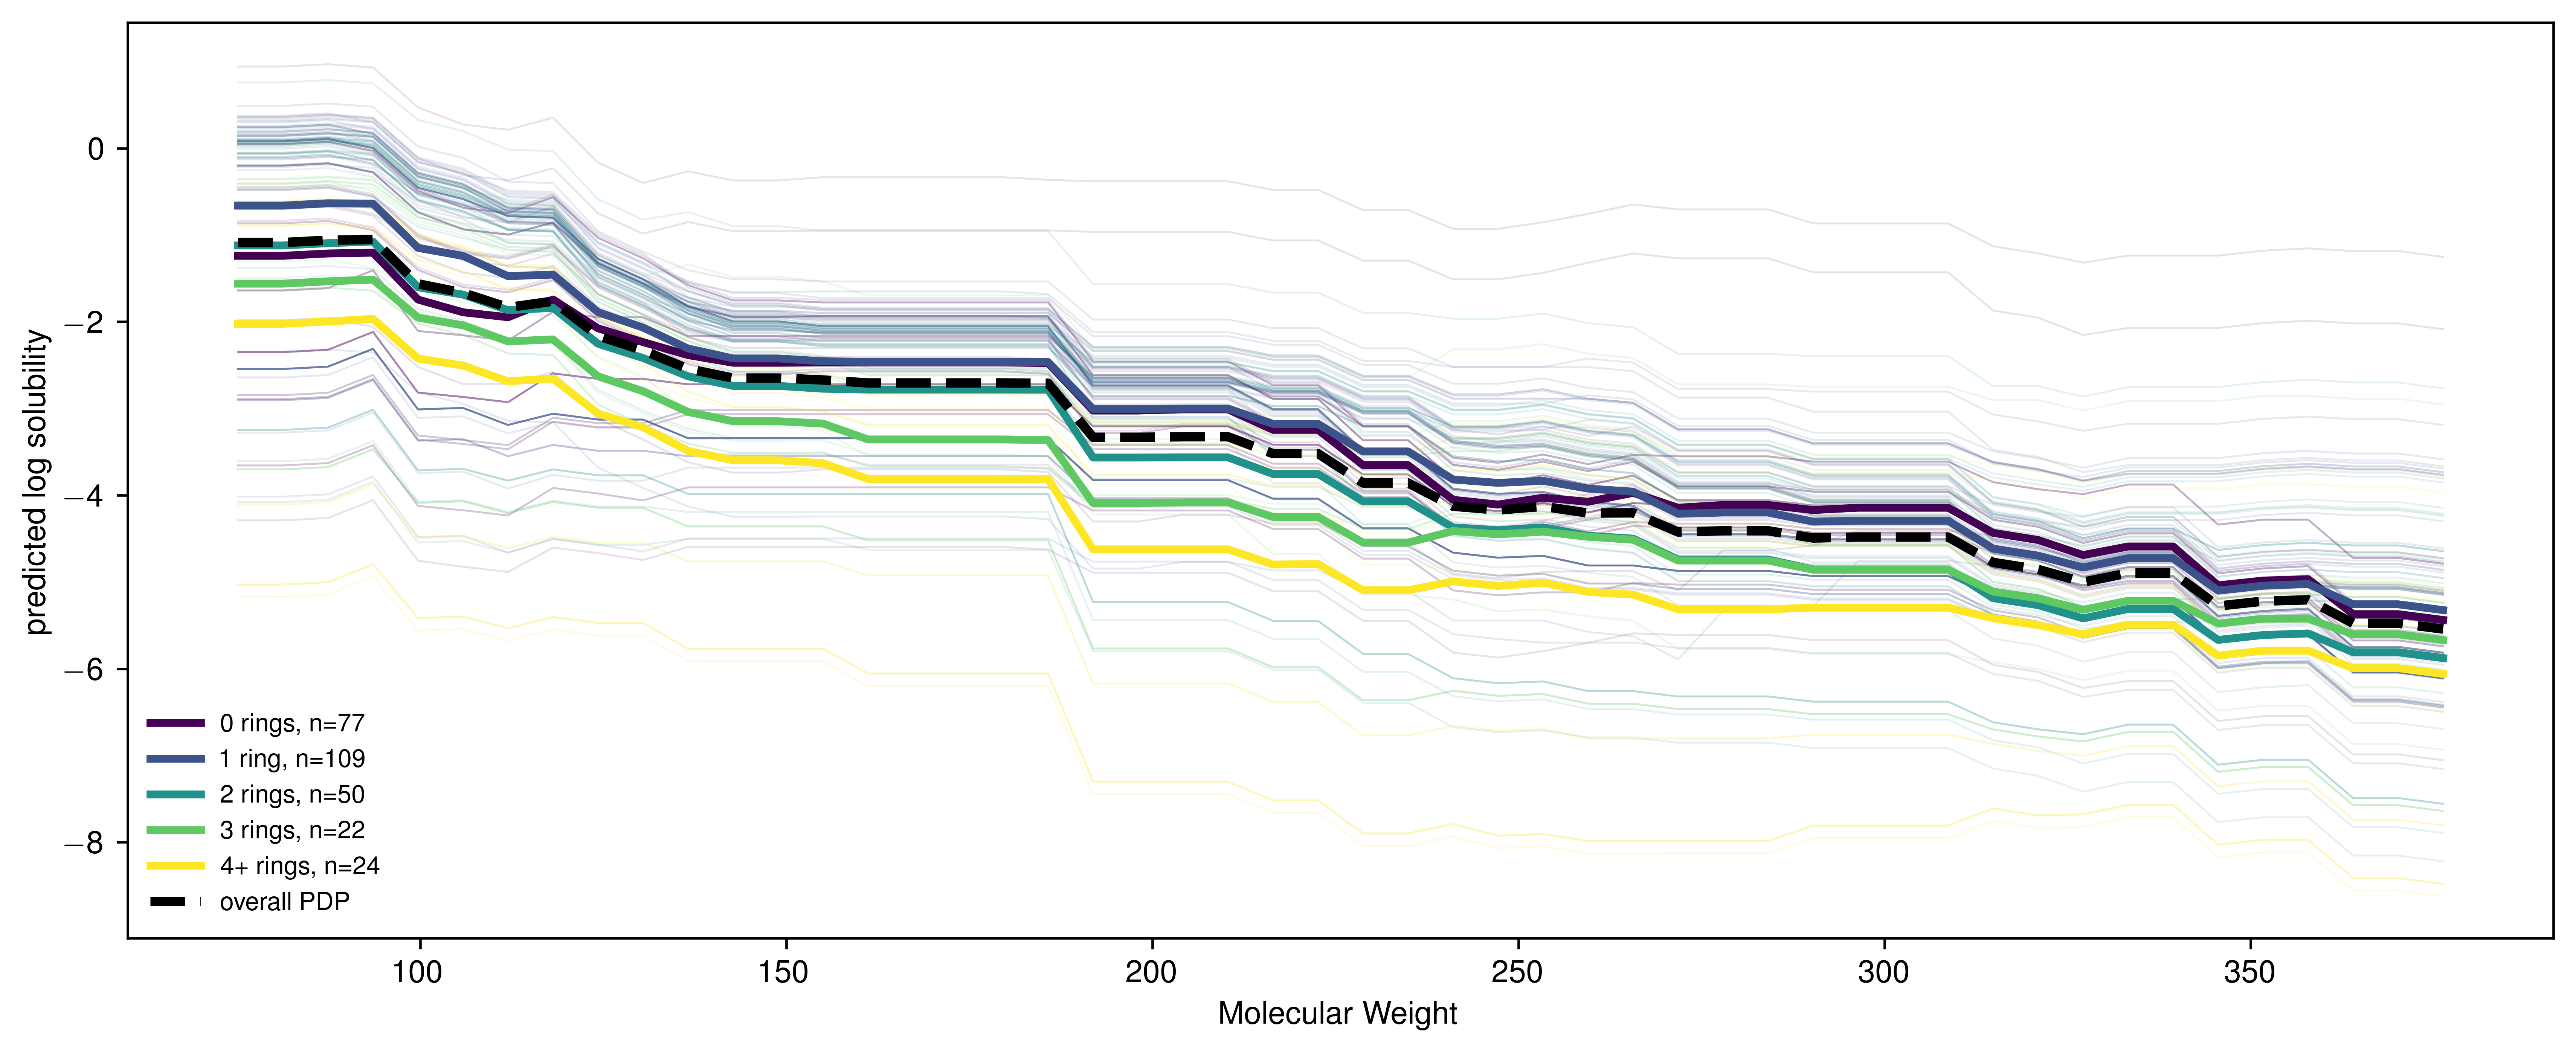 predicted log solubility
0
−2
−4
−6
−8
0 rings, n=77
1 ring, n=109
2 rings, n=50
3 rings, n=22
4+ rings, n=24
overall PDP
100 150 200 250 300 350
Molecular Weight